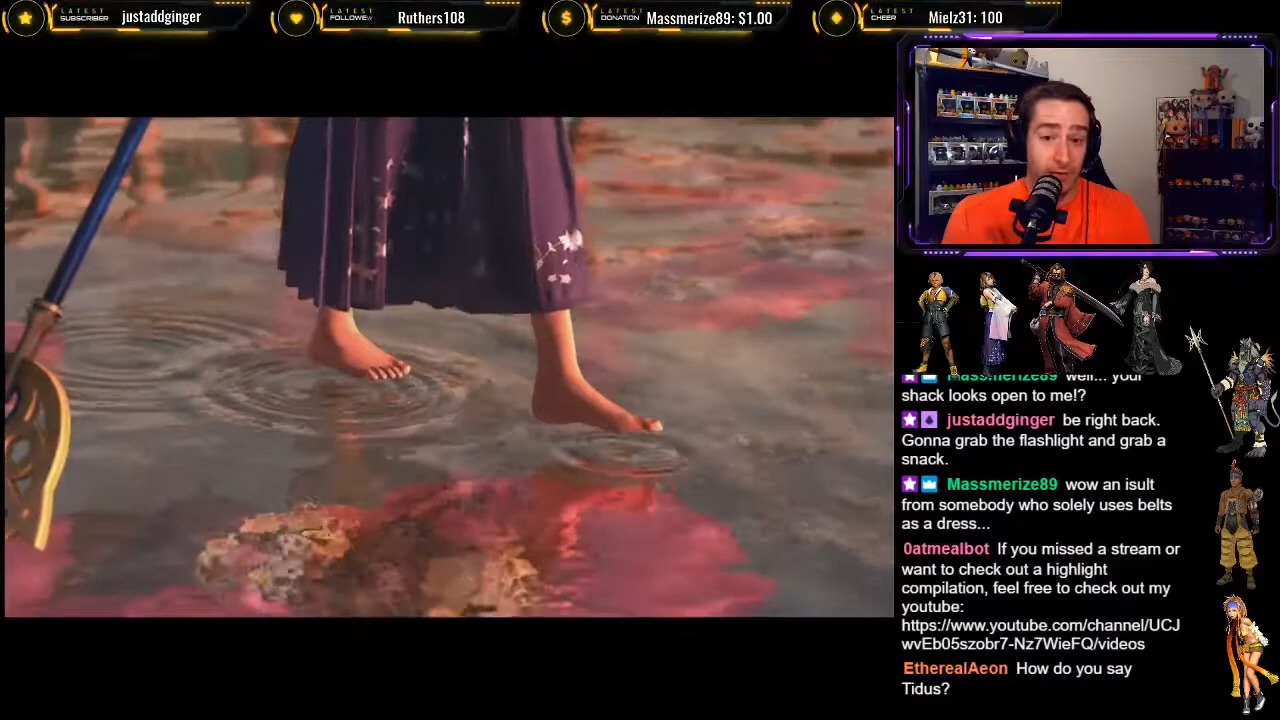 LATEST
SUBSCRIBER
justaddginger
LATEST
FOLLOWER
Ruthers108
LATEST
DONATION
Massmerize89: $1.00
LATEST
CHEER
Mielz31: 100
Massmerize89 well... your
shack looks open to me!?
justaddginger be right back.
Gonna grab the flashlight and grab a
snack.
Massmerize89 wow an isult
from somebody who solely uses belts
as a dress...
0atmealbot If you missed a stream or
want to check out a highlight
compilation, feel free to check out my
youtube:
https://www.youtube.com/channel/UCJ
wvEb05szobr7-Nz7WieFQ/videos
EtherealAeon How do you say
Tidus?